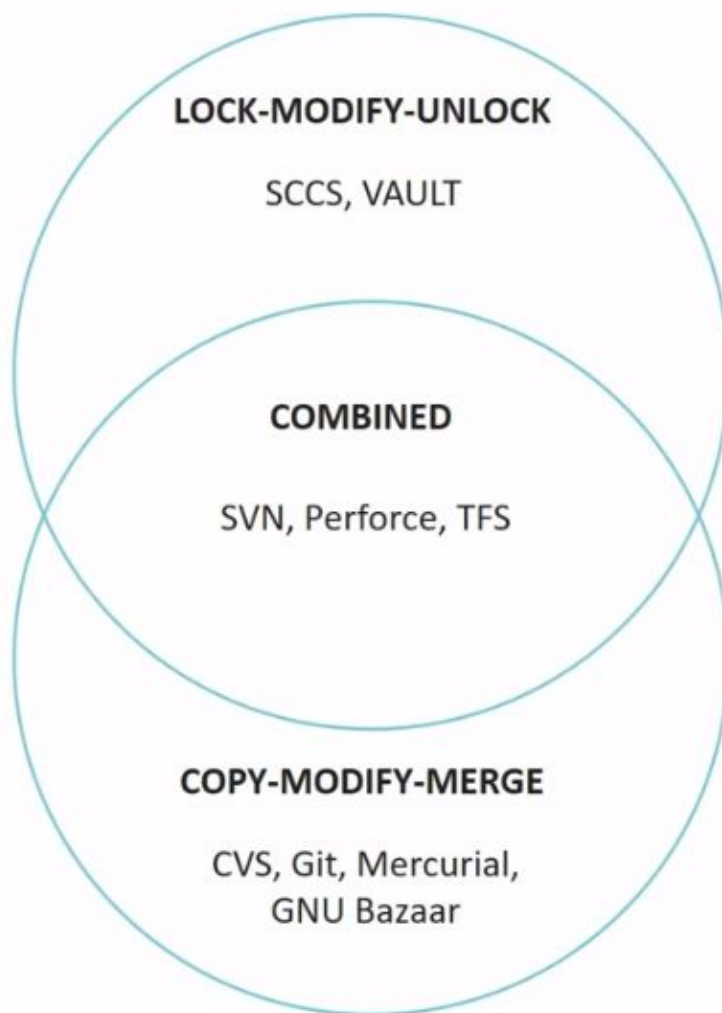 LOCK-MODIFY-UNLOCK
SCCS, VAULT
COMBINED
SVN, Perforce, TFS
COPY-MODIFY-MERGE
CVS, Git, Mercurial,
GNU Bazaar